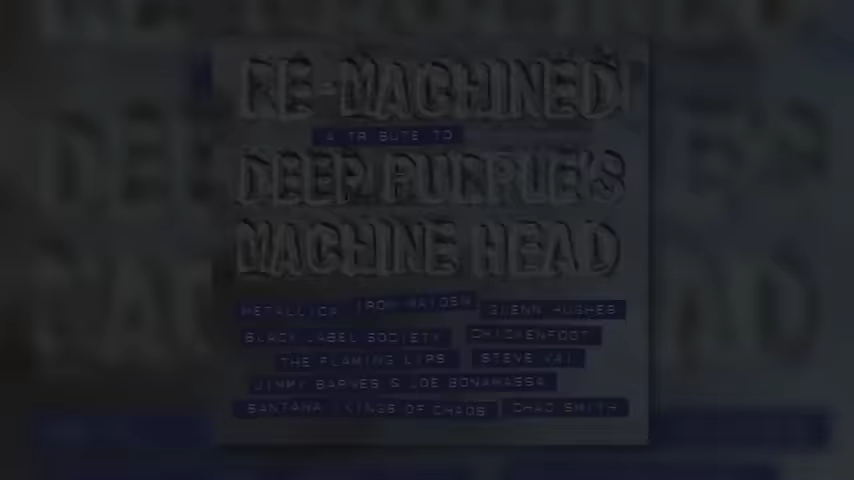 RE-MACHINED
A TRIBUTE TO
DEEP PURPLE'S
MACHINE HEAD
METALLICA IRON MAIDEN GLENN HUGHES
BLACK LABEL SOCIETY CHICKENFOOT
THE FLAMING LIPS STEVE VAI
JIMMY BARNES & JOE BONAMASSA
SANTANA KINGS OF CHAOS CHAD SMITH